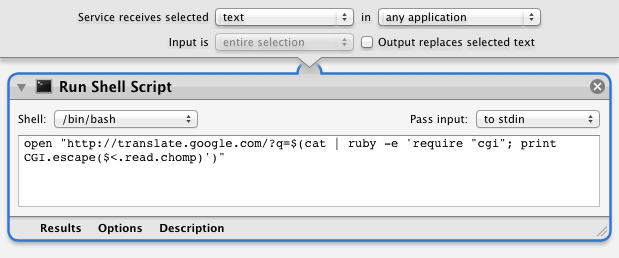 Service receives selected text in any application
Input is entire selection Output replaces selected text
Run Shell Script
Shell: /bin/bash Pass input: to stdin
open "http://translate.google.com/?q=$(cat | ruby -e 'require "cgi"; print
CGI.escape($<.read.chomp)')"
Results Options Description